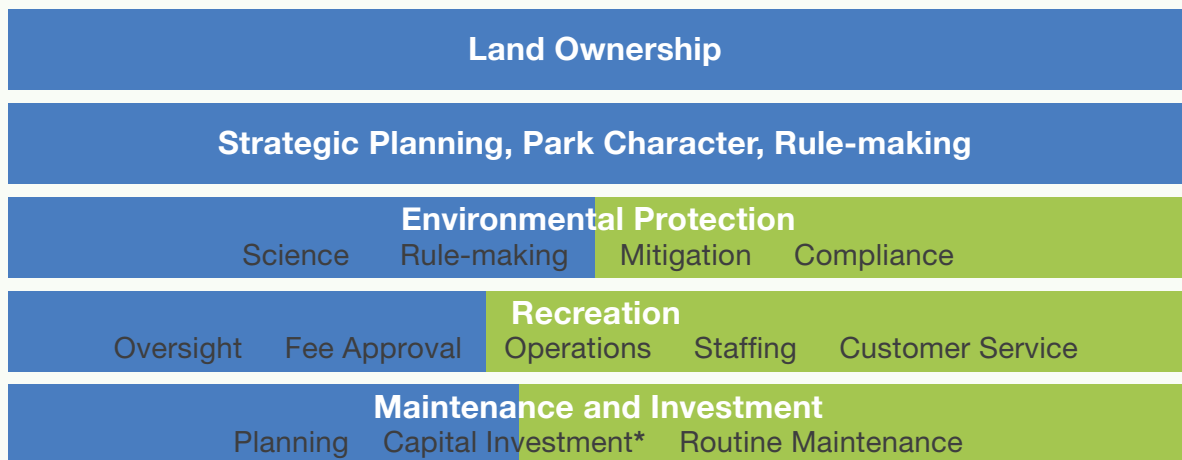 Land Ownership
Strategic Planning, Park Character, Rule-making
Environmental Protection
Science Rule-making Mitigation Compliance
Recreation
Oversight Fee Approval Operations Staffing Customer Service
Maintenance and Investment
Planning Capital Investment* Routine Maintenance